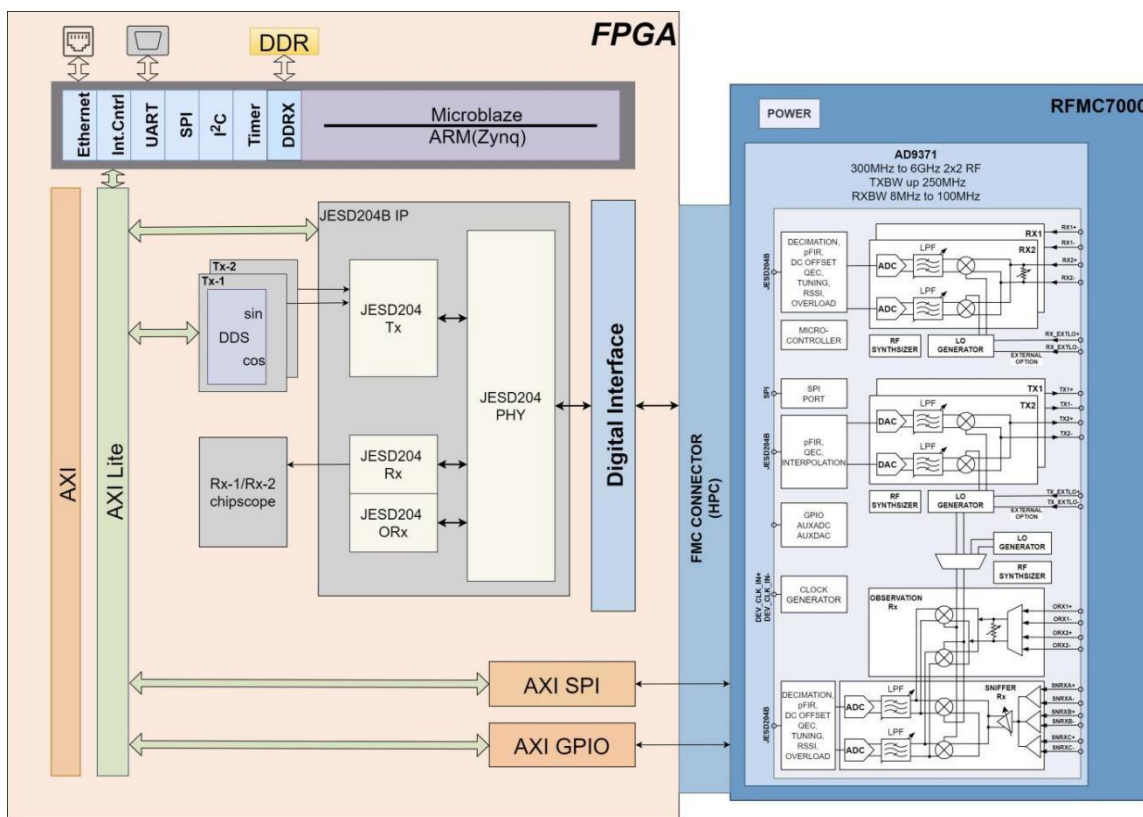 FPGA
DDR
Ethernet
Int.Cntrl
UART
SPI
I²C
Timer
DDRX
Microblaze
ARM(Zynq)
AXI
AXI Lite
JESD204B IP
Tx-2
Tx-1
sin
DDS
cos
JESD204
Tx
JESD204
PHY
Rx-1/Rx-2
chipscope
JESD204
Rx
JESD204
ORx
Digital Interface
AXI SPI
AXI GPIO
FMC CONNECTOR
(HPC)
RFMC7000
POWER
AD9371
300MHz to 6GHz 2x2 RF
TXBW up 250MHz
RXBW 8MHz to 100MHz
JESD204B
DECIMATION,
pFIR,
DC OFFSET
QEC,
TUNING,
RSSI,
OVERLOAD
RX1
RX2
LPF
ADC
LPF
ADC
RX1+
RX1-
RX2+
RX2-
MICRO-
CONTROLLER
RF
SYNTHSIZER
LO
GENERATOR
RX_EXTLO+
RX_EXTLO-
EXTERNAL
OPTION
SPI
SPI
PORT
TX1
TX2
LPF
DAC
LPF
DAC
TX1+
TX1-
TX2+
TX2-
JESD204B
pFIR,
QEC,
INTERPOLATION
RF
SYNTHSIZER
LO
GENERATOR
TX_EXTLO+
TX_EXTLO-
EXTERNAL
OPTION
GPIO
AUXADC
AUXDAC
LO
GENERATOR
RF
SYNTHSIZER
DEV_CLK_IN+
DEV_CLK_IN-
CLOCK
GENERATOR
OBSERVATION
Rx
ORX1+
ORX1-
ORX2+
ORX2-
JESD204B
DECIMATION,
pFIR,
DC OFFSET
QEC,
TUNING,
RSSI,
OVERLOAD
LPF
ADC
LPF
ADC
SNIFFER
Rx
SNRXA+
SNRXA-
SNRXB+
SNRXB-
SNRXC+
SNRXC-